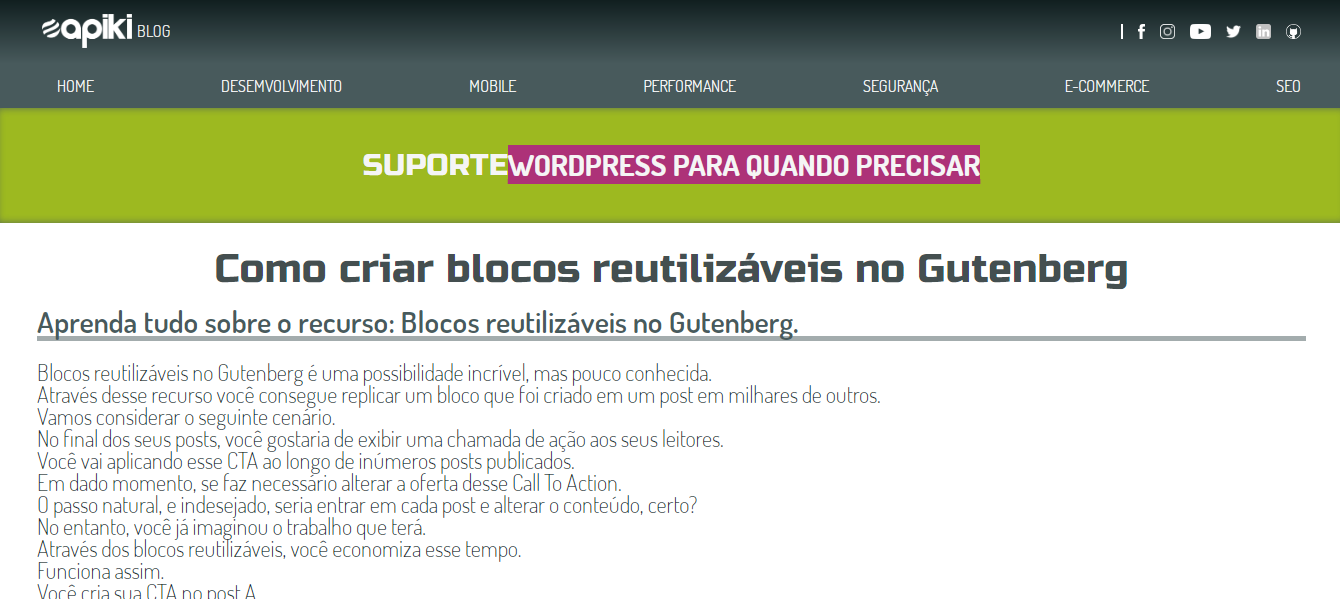 apiki BLOG
HOME DESEMVOLVIMENTO MOBILE PERFORMANCE SEGURANÇA E-COMMERCE SEO
SUPORTE WORDPRESS PARA QUANDO PRECISAR
Como criar blocos reutilizáveis no Gutenberg
Aprenda tudo sobre o recurso: Blocos reutilizáveis no Gutenberg.
Blocos reutilizáveis no Gutenberg é uma possibilidade incrível, mas pouco conhecida.
Através desse recurso você consegue replicar um bloco que foi criado em um post em milhares de outros.
Vamos considerar o seguinte cenário.
No final dos seus posts, você gostaria de exibir uma chamada de ação aos seus leitores.
Você vai aplicando esse CTA ao longo de inúmeros posts publicados.
Em dado momento, se faz necessário alterar a oferta desse Call To Action.
O passo natural, e indesejado, seria entrar em cada post e alterar o conteúdo, certo?
No entanto, você já imaginou o trabalho que terá.
Através dos blocos reutilizáveis, você economiza esse tempo.
Funciona assim.
Você cria sua CTA no post A